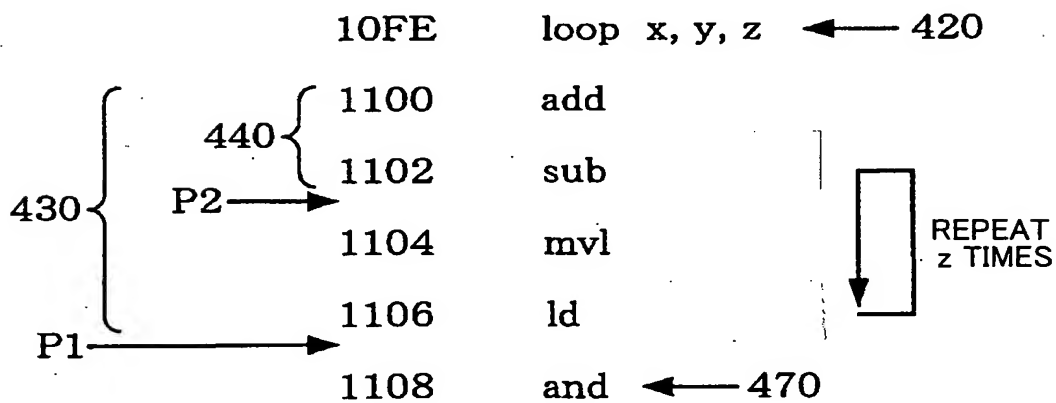 10FE loop x, y, z 420
1100 add
440
1102 sub
430 P2
1104 mvl
REPEAT
z TIMES
1106 ld
P1
1108 and 470